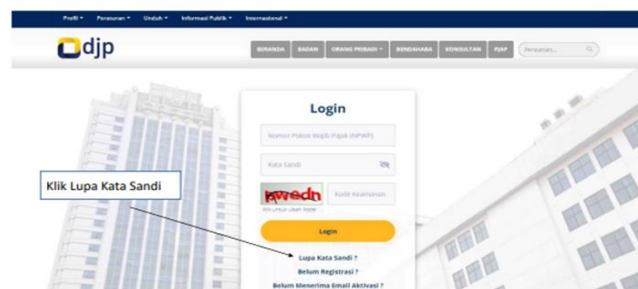 Profil Peraturan Unduh Informasi Publik Internasional
djp
BERANDA BADAN ORANG PRIBADI BENDAHARA KONSULTAN PJAP Pencarian...
Login
Nomor Pokok Wajib Pajak (NPWP)
Kata Sandi
Klik Lupa Kata Sandi
Kode Keamanan
Login
Lupa Kata Sandi ?
Belum Registrasi ?
Belum Menerima Email Aktivasi ?